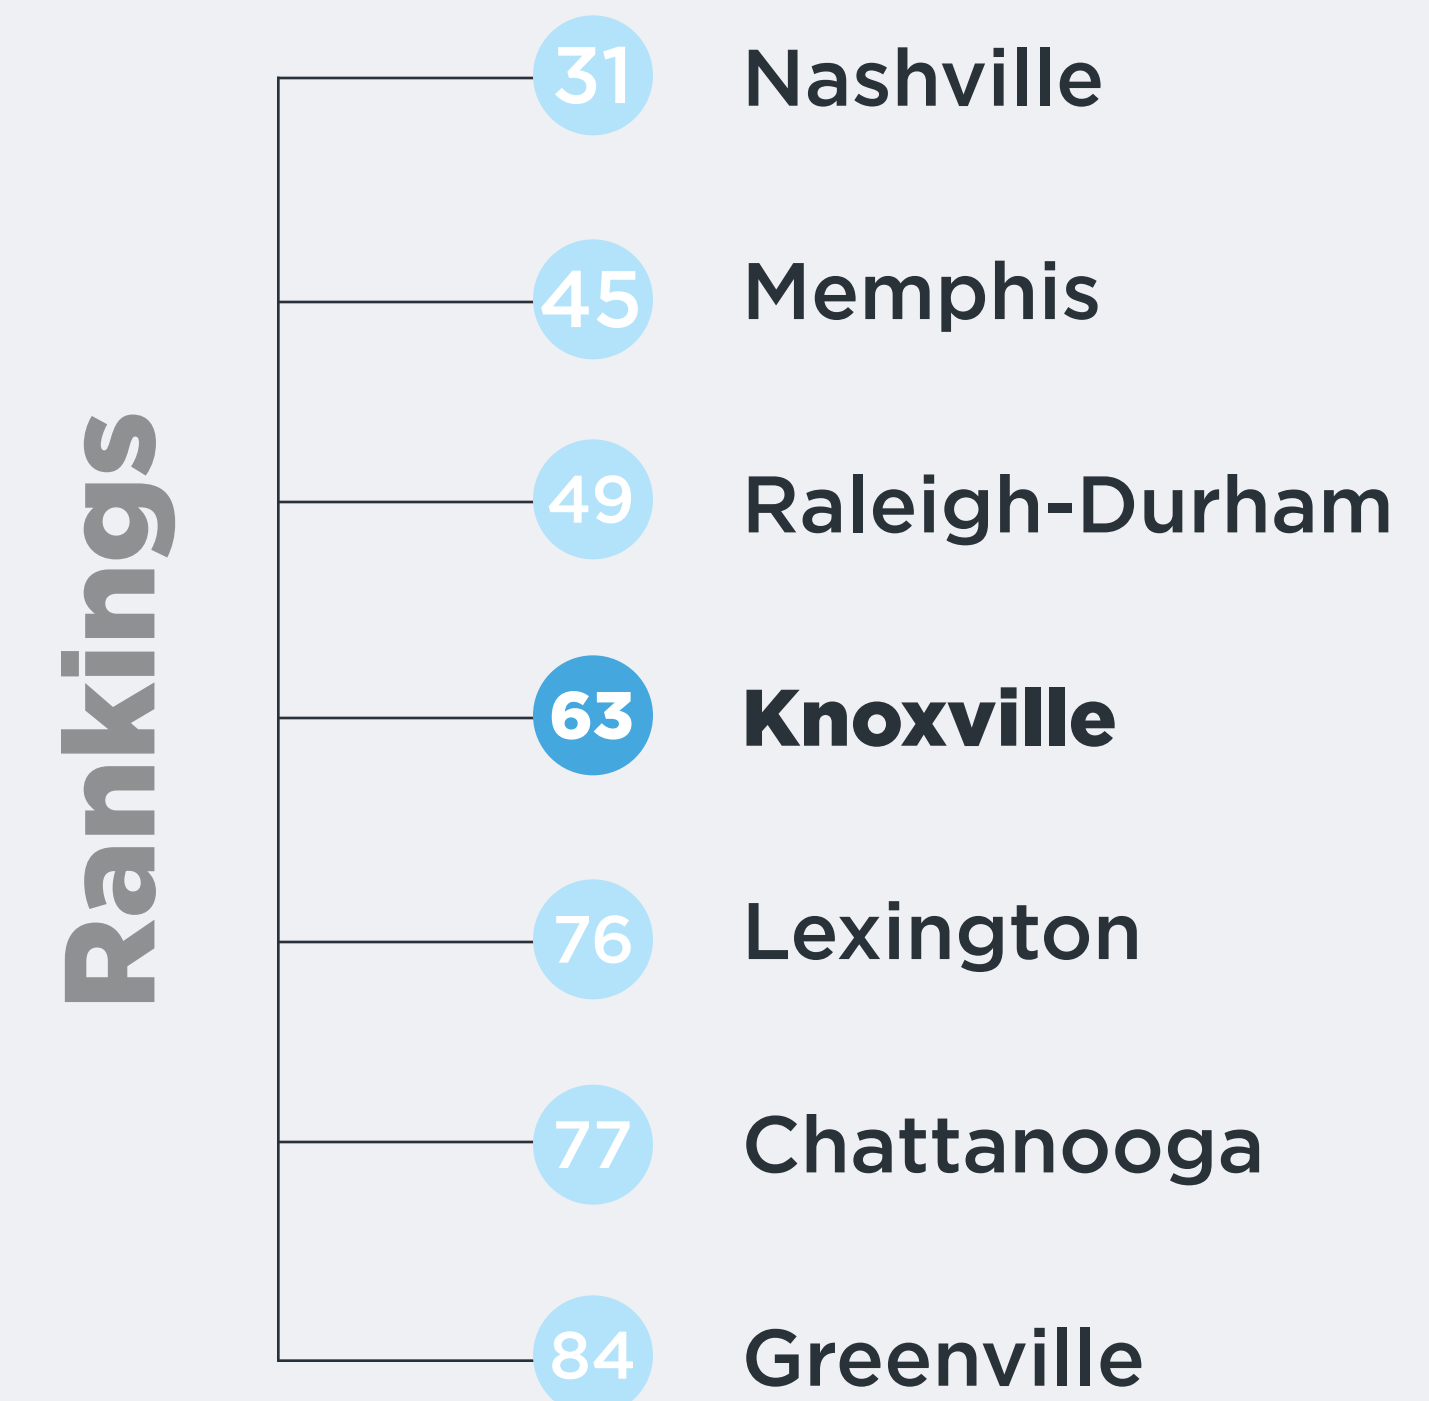 Rankings
31 Nashville
45 Memphis
49 Raleigh-Durham
63 Knoxville
76 Lexington
77 Chattanooga
84 Greenville